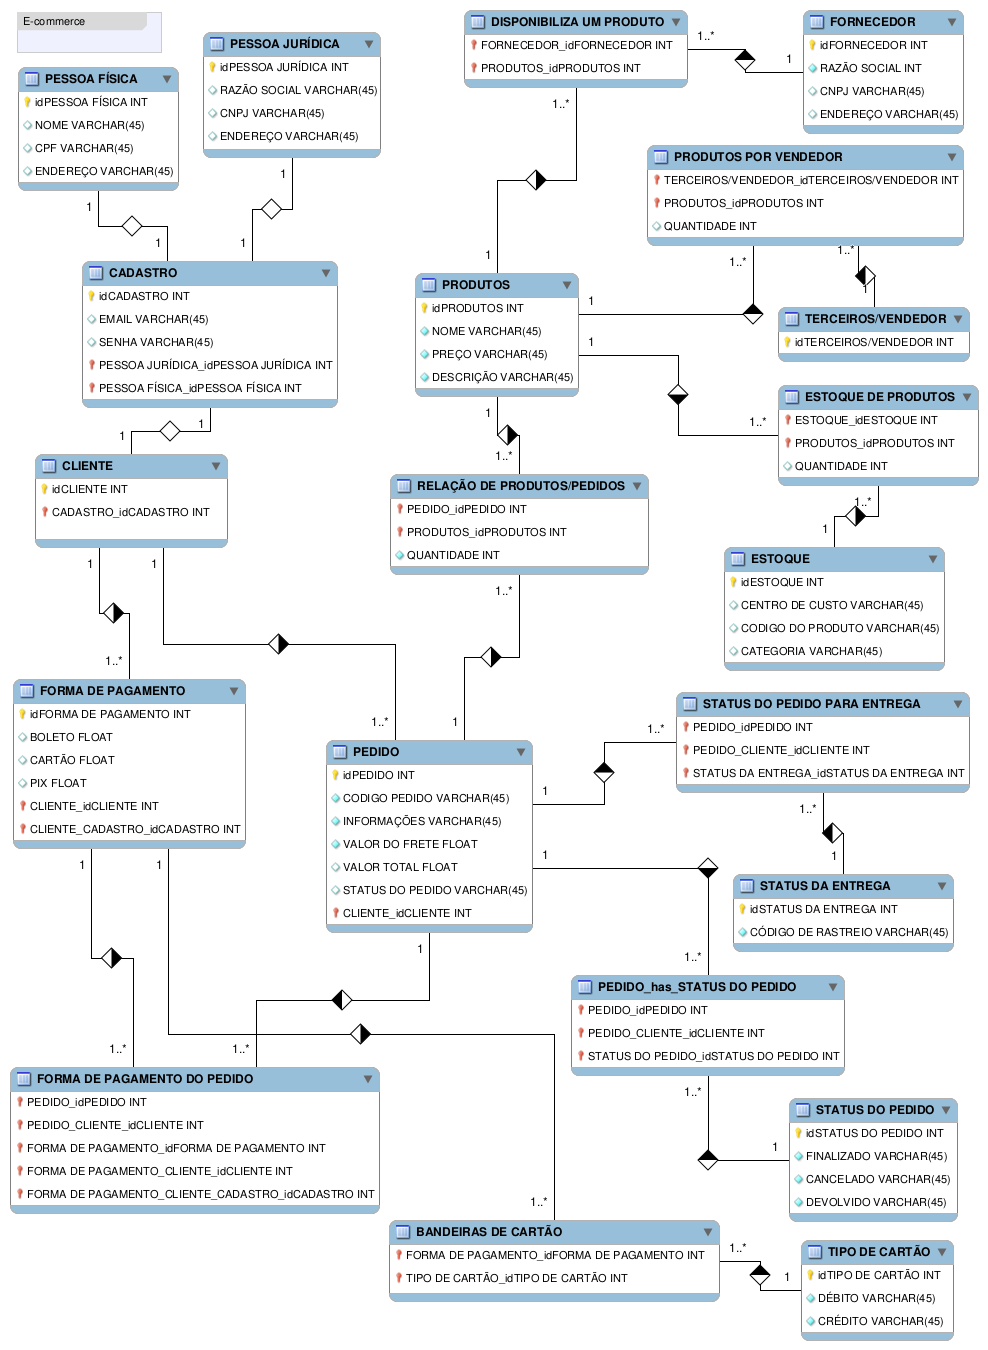 E-commerce
PESSOA FÍSICA
idPESSOA FÍSICA INT
NOME VARCHAR(45)
CPF VARCHAR(45)
ENDEREÇO VARCHAR(45)
1
1
PESSOA JURÍDICA
idPESSOA JURÍDICA INT
RAZÃO SOCIAL VARCHAR(45)
CNPJ VARCHAR(45)
ENDEREÇO VARCHAR(45)
1
1
CADASTRO
idCADASTRO INT
EMAIL VARCHAR(45)
SENHA VARCHAR(45)
PESSOA JURÍDICA_idPESSOA JURÍDICA INT
PESSOA FÍSICA_idPESSOA FÍSICA INT
1
1
CLIENTE
idCLIENTE INT
CADASTRO_idCADASTRO INT
1
1
1..*
1..*
DISPONIBILIZA UM PRODUTO
FORNECEDOR_idFORNECEDOR INT
PRODUTOS_idPRODUTOS INT
1..*
1
1..*
1
FORNECEDOR
idFORNECEDOR INT
RAZÃO SOCIAL INT
CNPJ VARCHAR(45)
ENDEREÇO VARCHAR(45)
PRODUTOS POR VENDEDOR
TERCEIROS/VENDEDOR_idTERCEIROS/VENDEDOR INT
PRODUTOS_idPRODUTOS INT
QUANTIDADE INT
1..*
1..*
1
TERCEIROS/VENDEDOR
idTERCEIROS/VENDEDOR INT
PRODUTOS
idPRODUTOS INT
NOME VARCHAR(45)
PREÇO VARCHAR(45)
DESCRIÇÃO VARCHAR(45)
1
1
1..*
1
1..*
ESTOQUE DE PRODUTOS
ESTOQUE_idESTOQUE INT
PRODUTOS_idPRODUTOS INT
QUANTIDADE INT
1..*
1
ESTOQUE
idESTOQUE INT
CENTRO DE CUSTO VARCHAR(45)
CODIGO DO PRODUTO VARCHAR(45)
CATEGORIA VARCHAR(45)
RELAÇÃO DE PRODUTOS/PEDIDOS
PEDIDO_idPEDIDO INT
PRODUTOS_idPRODUTOS INT
QUANTIDADE INT
1..*
1
FORMA DE PAGAMENTO
idFORMA DE PAGAMENTO INT
BOLETO FLOAT
CARTÃO FLOAT
PIX FLOAT
CLIENTE_idCLIENTE INT
CLIENTE_CADASTRO_idCADASTRO INT
1
1
PEDIDO
idPEDIDO INT
CODIGO PEDIDO VARCHAR(45)
INFORMAÇÕES VARCHAR(45)
VALOR DO FRETE FLOAT
VALOR TOTAL FLOAT
STATUS DO PEDIDO VARCHAR(45)
CLIENTE_idCLIENTE INT
1
1..*
1
1..*
1
STATUS DO PEDIDO PARA ENTREGA
PEDIDO_idPEDIDO INT
PEDIDO_CLIENTE_idCLIENTE INT
STATUS DA ENTREGA_idSTATUS DA ENTREGA INT
1..*
1
STATUS DA ENTREGA
idSTATUS DA ENTREGA INT
CÓDIGO DE RASTREIO VARCHAR(45)
PEDIDO_has_STATUS DO PEDIDO
PEDIDO_idPEDIDO INT
PEDIDO_CLIENTE_idCLIENTE INT
STATUS DO PEDIDO_idSTATUS DO PEDIDO INT
1..*
1
STATUS DO PEDIDO
idSTATUS DO PEDIDO INT
FINALIZADO VARCHAR(45)
CANCELADO VARCHAR(45)
DEVOLVIDO VARCHAR(45)
1..*
1..*
FORMA DE PAGAMENTO DO PEDIDO
PEDIDO_idPEDIDO INT
PEDIDO_CLIENTE_idCLIENTE INT
FORMA DE PAGAMENTO_idFORMA DE PAGAMENTO INT
FORMA DE PAGAMENTO_CLIENTE_idCLIENTE INT
FORMA DE PAGAMENTO_CLIENTE_CADASTRO_idCADASTRO INT
1..*
BANDEIRAS DE CARTÃO
FORMA DE PAGAMENTO_idFORMA DE PAGAMENTO INT
TIPO DE CARTÃO_idTIPO DE CARTÃO INT
1..*
1
TIPO DE CARTÃO
idTIPO DE CARTÃO INT
DÉBITO VARCHAR(45)
CRÉDITO VARCHAR(45)